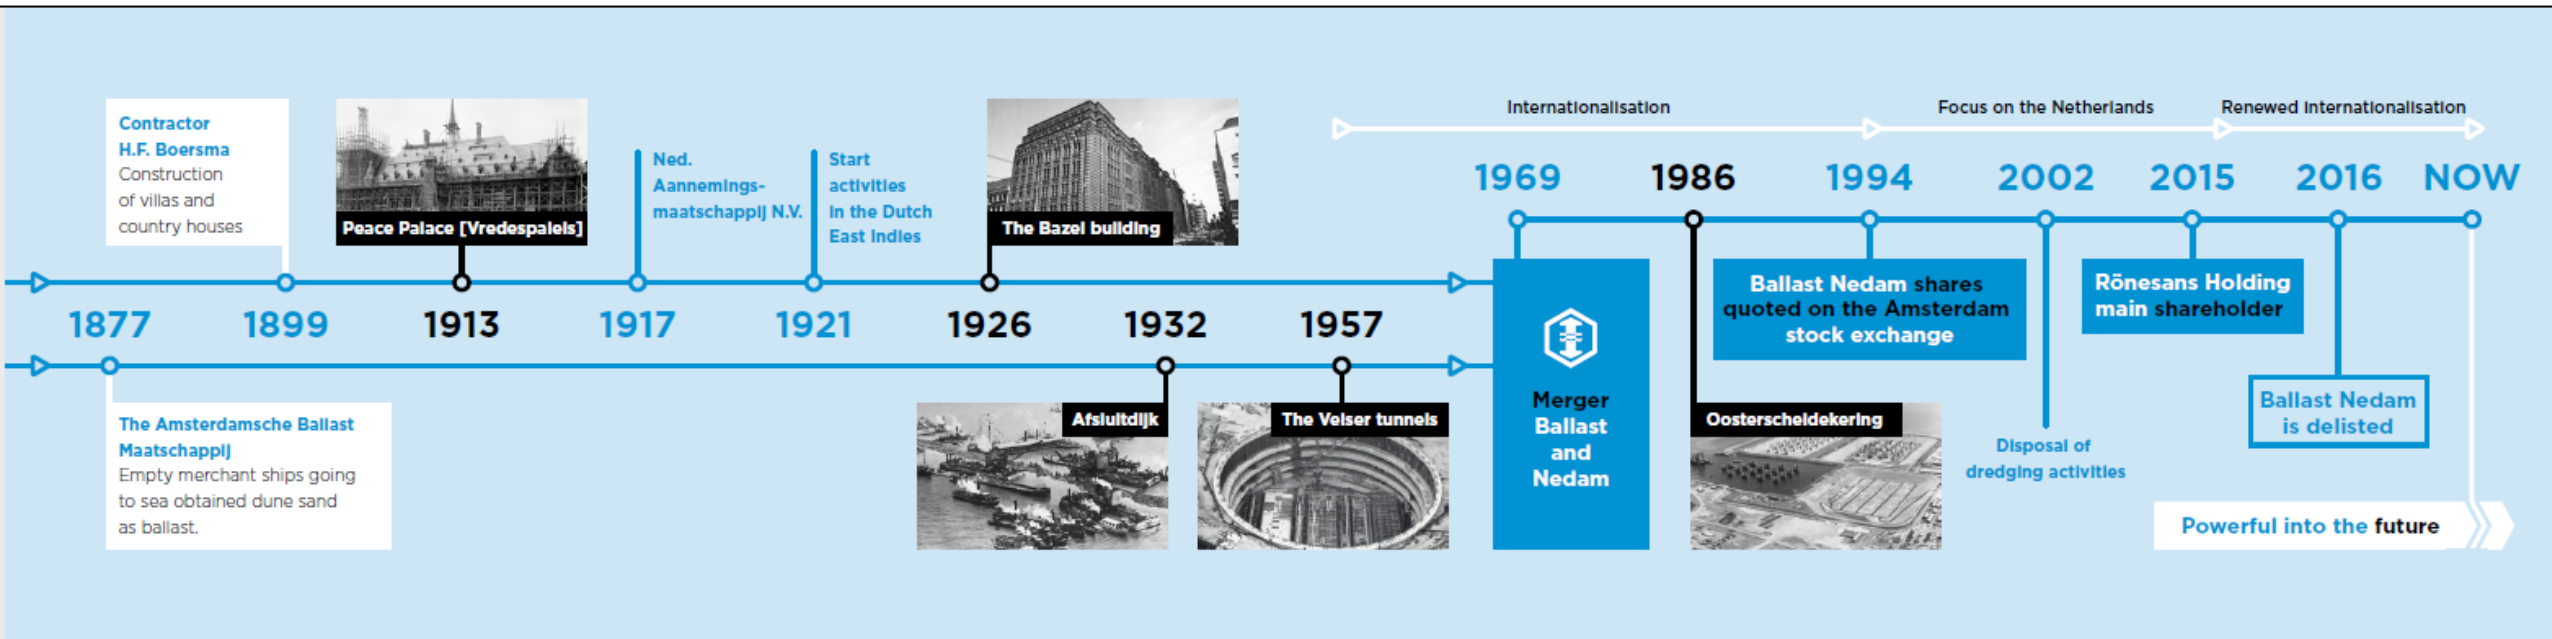 Contractor
H.F. Boersma
Construction
of villas and
country houses
Peace Palace [Vredespaleis]
Ned.
Aannemings-
maatschappij N.V.
Start
activities
in the Dutch
East Indies
The Bazel building
Internationalisation
Focus on the Netherlands
Renewed internationalisation
1969
1986
1994
2002
2015
2016
NOW
1877
1899
1913
1917
1921
1926
1932
1957
The Amsterdamsche Ballast
Maatschappij
Empty merchant ships going
to sea obtained dune sand
as ballast.
Afsluitdijk
The Velser tunnels
Merger
Ballast
and
Nedam
Ballast Nedam shares
quoted on the Amsterdam
stock exchange
Oosterscheldekering
Disposal of
dredging activities
Rönesans Holding
main shareholder
Ballast Nedam
is delisted
Powerful into the future